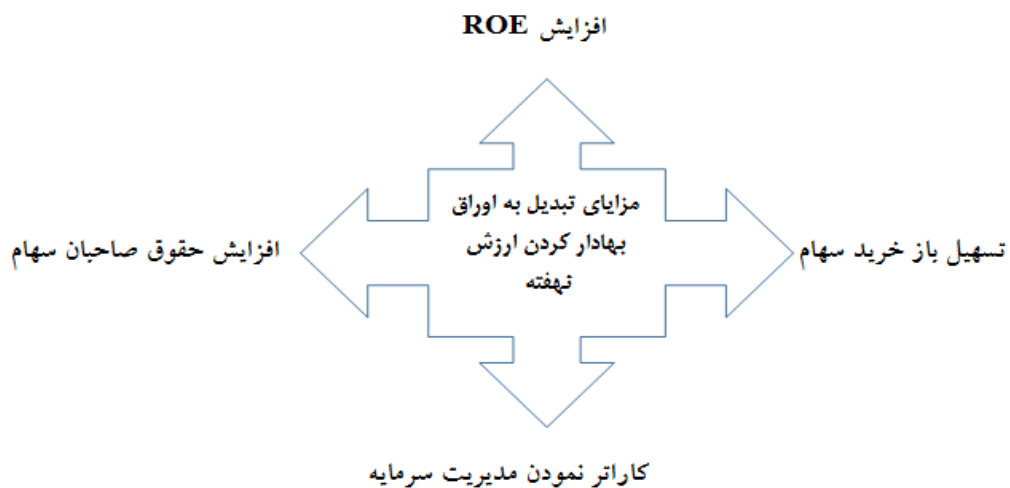 افزایش ROE
مزایای تبدیل به اوراق
بهادار کردن ارزش
نهفته
تسهیل باز خرید سهام
افزایش حقوق صاحبان سهام
کاراتر نمودن مدیریت سرمایه